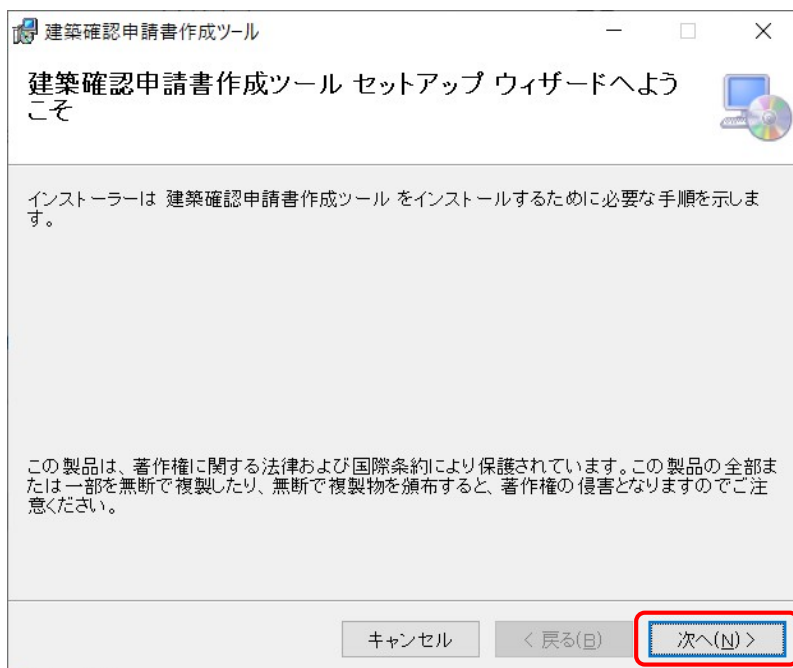 建築確認申請書作成ツール
建築確認申請書作成ツール セットアップ ウィザードへよう
こそ
インストーラーは 建築確認申請書作成ツール をインストールするために必要な手順を示しま
す。
この製品は、著作権に関する法律および国際条約により保護されています。この製品の全部ま
たは一部を無断で複製したり、無断で複製物を頒布すると、著作権の侵害となりますのでご注
意ください。
キャンセル
< 戻る(B)
次へ(N) >